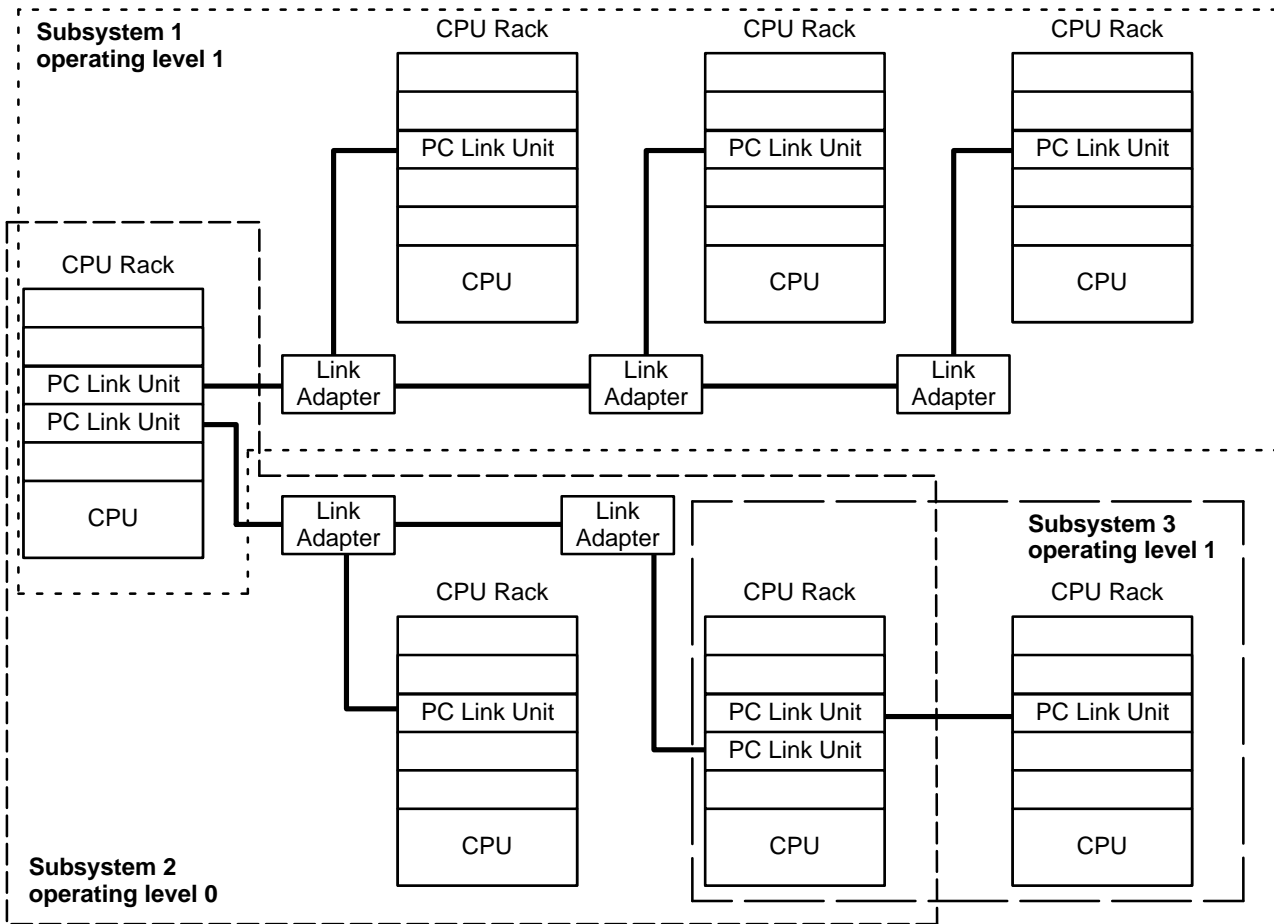 Subsystem 1
operating level 1
CPU Rack
CPU Rack
CPU Rack
PC Link Unit
PC Link Unit
PC Link Unit
CPU
CPU
CPU
CPU Rack
PC Link Unit
PC Link Unit
CPU
Link
Adapter
Link
Adapter
Link
Adapter
Link
Adapter
Link
Adapter
Subsystem 3
operating level 1
CPU Rack
CPU Rack
CPU Rack
PC Link Unit
PC Link Unit
PC Link Unit
PC Link Unit
CPU
CPU
CPU
Subsystem 2
operating level 0